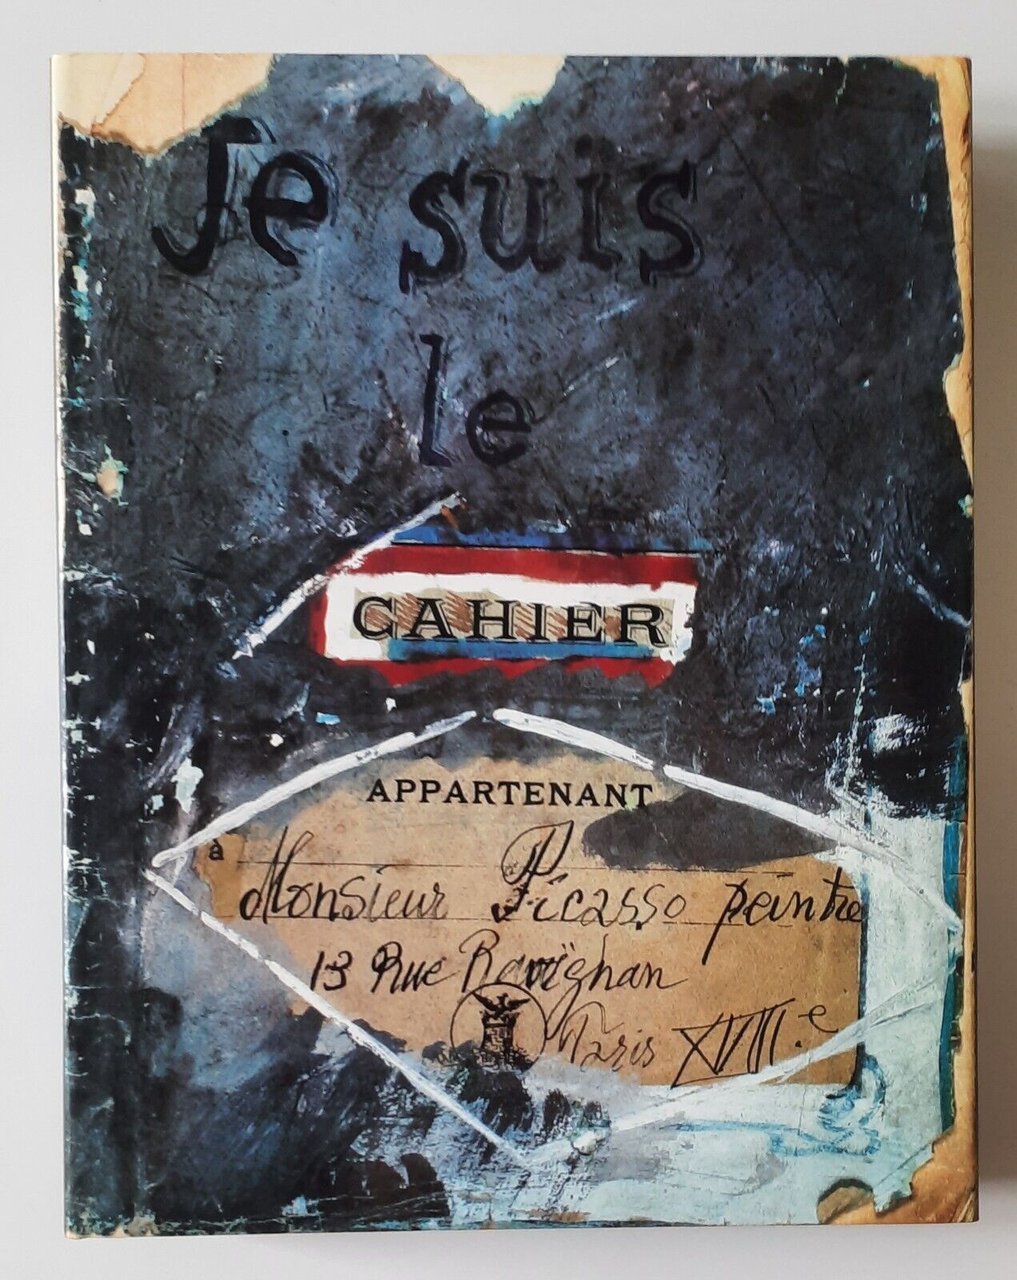 Je suis
le
CAHIER
APPARTENANT
à
Monsieur Picasso peintre
13 Rue Ravignan
Paris XVIII.e